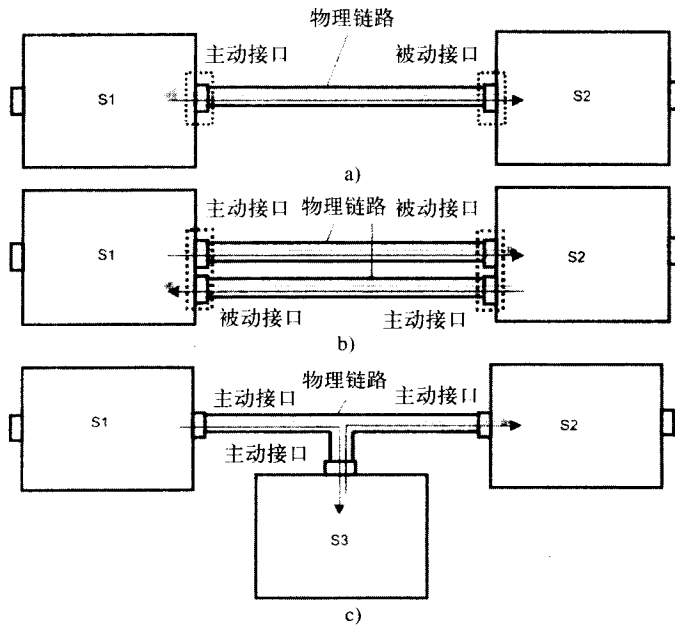 物理链路
主动接口
被动接口
S1
S2
a)
主动接口
物理链路
被动接口
S1
S2
被动接口
主动接口
b)
物理链路
主动接口
主动接口
S1
S2
主动接口
S3
c)